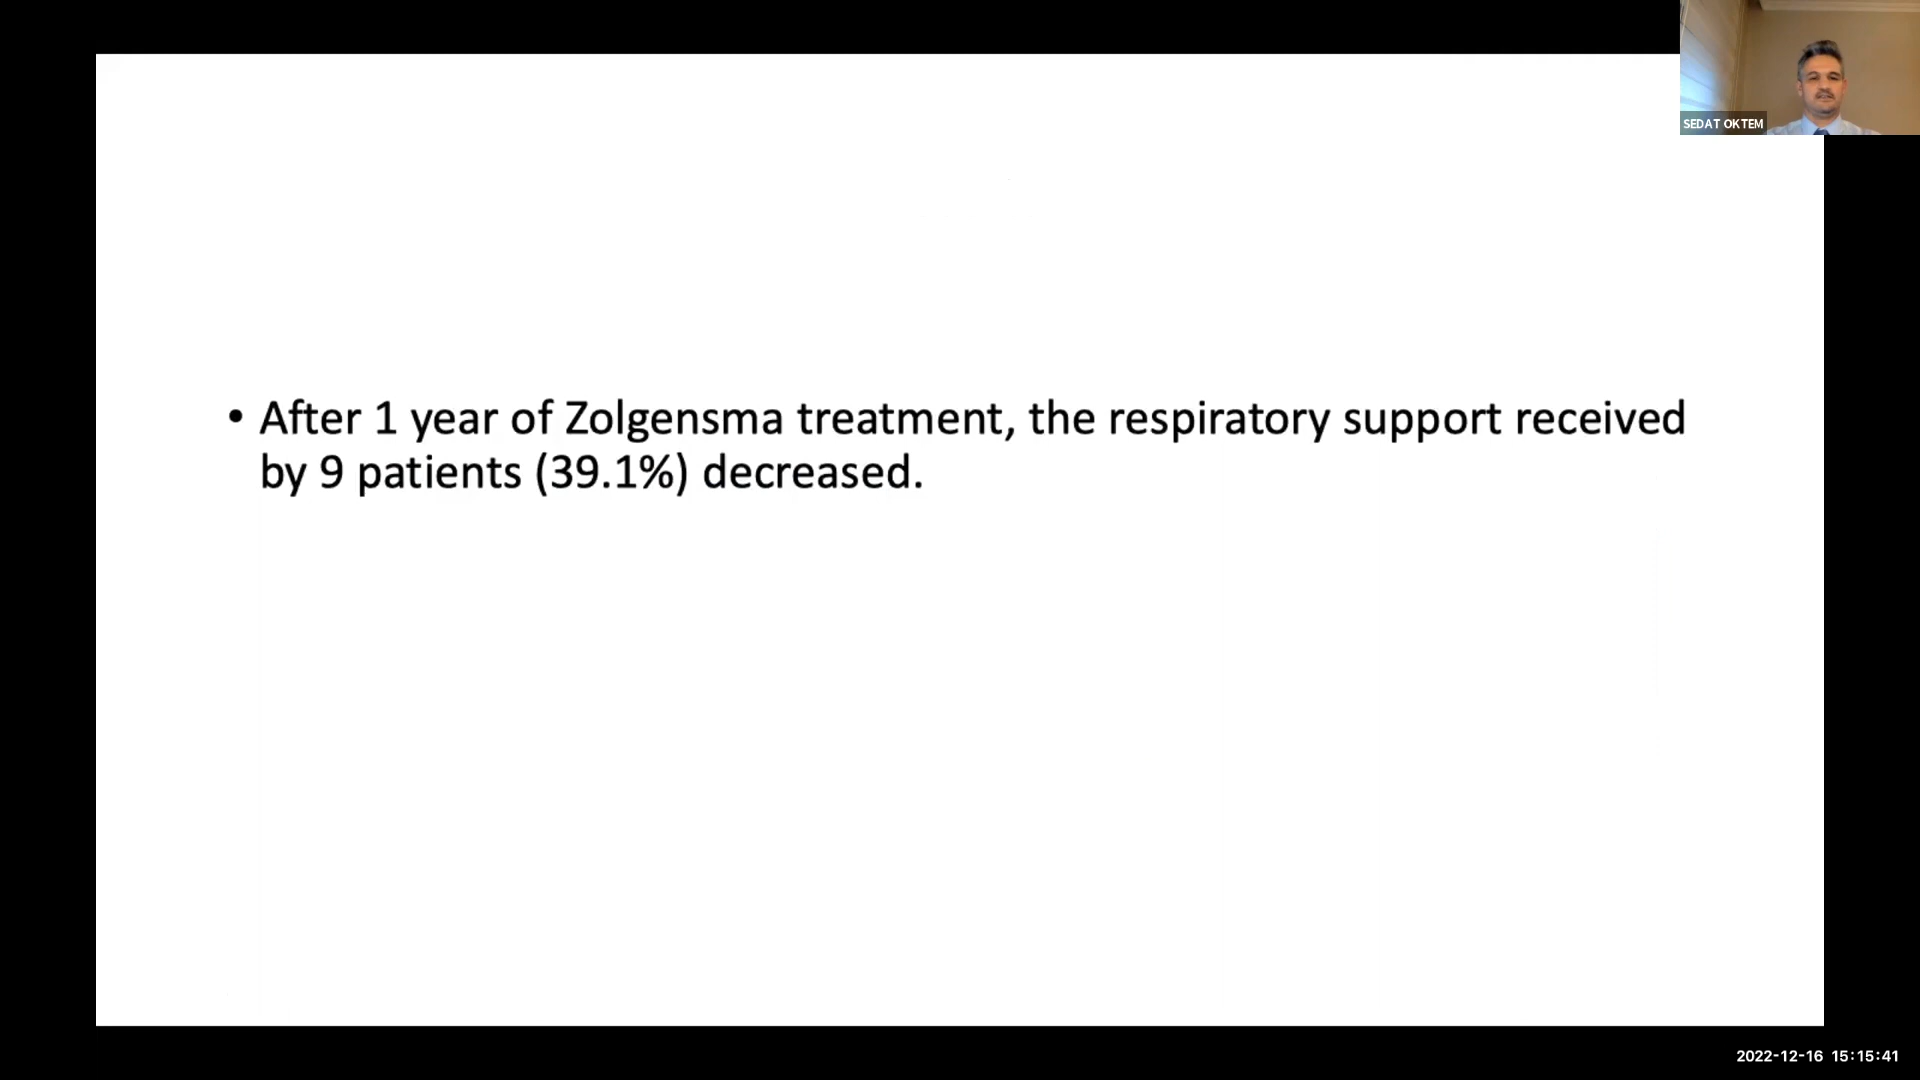 SEDAT OKTEM
• After 1 year of Zolgensma treatment, the respiratory support received
by 9 patients (39.1%) decreased.
2022-12-16 15:15:41